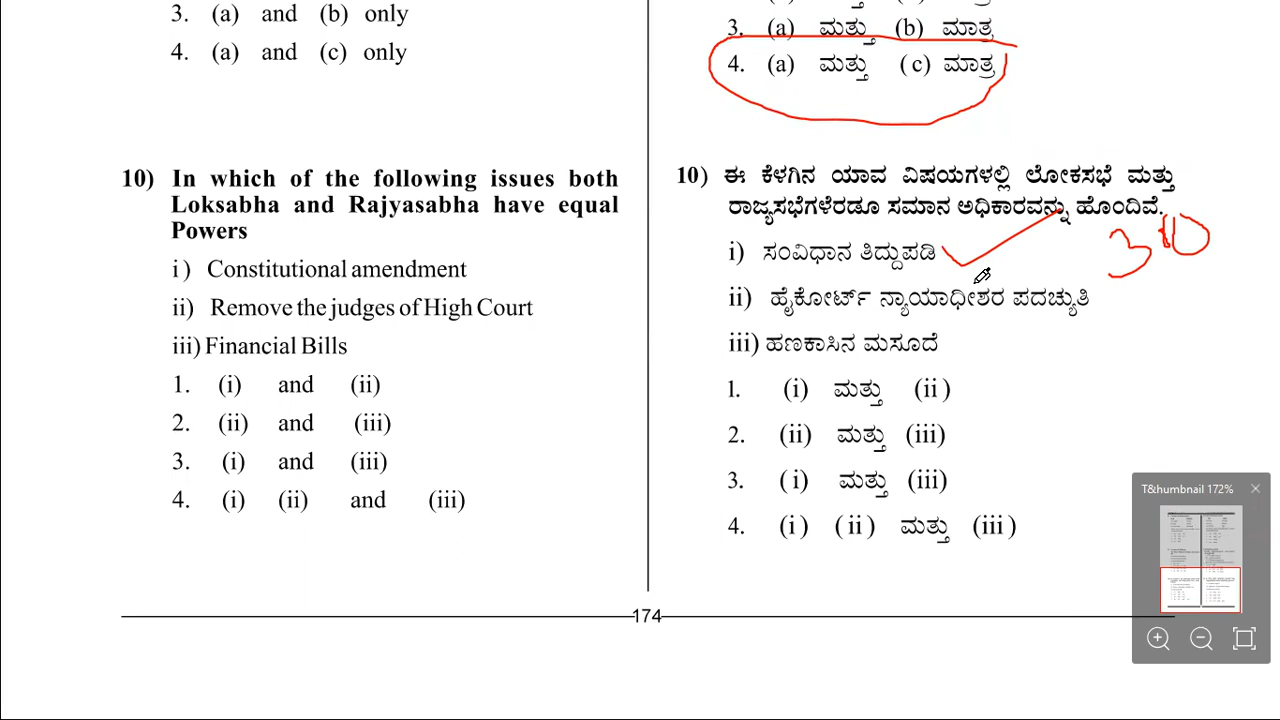 3. (a) and (b) only
4. (a) and (c) only
10) In which of the following issues both
Loksabha and Rajyasabha have equal
Powers
i) Constitutional amendment
ii) Remove the judges of High Court
iii) Financial Bills
1. (i) and (ii)
2. (ii) and (iii)
3. (i) and (iii)
4. (i) (ii) and (iii)
3. (a) ಮತ್ತು (b) ಮಾತ್ರ
4. (a) ಮತ್ತು (c) ಮಾತ್ರ
10) ಈ ಕೆಳಗಿನ ಯಾವ ವಿಷಯಗಳಲ್ಲಿ ಲೋಕಸಭೆ ಮತ್ತು
ರಾಜ್ಯಸಭೆಗಳೆರಡೂ ಸಮಾನ ಅಧಿಕಾರವನ್ನು ಹೊಂದಿವೆ.
i) ಸಂವಿಧಾನ ತಿದ್ದುಪಡಿ
ii) ಹೈಕೋರ್ಟ್ ನ್ಯಾಯಾಧೀಶರ ಪದಚ್ಯುತಿ
iii) ಹಣಕಾಸಿನ ಮಸೂದೆ
1. (i) ಮತ್ತು (ii)
2. (ii) ಮತ್ತು (iii)
3. (i) ಮತ್ತು (iii)
4. (i) (ii) ಮತ್ತು (iii)
174
T&humbnail 172%